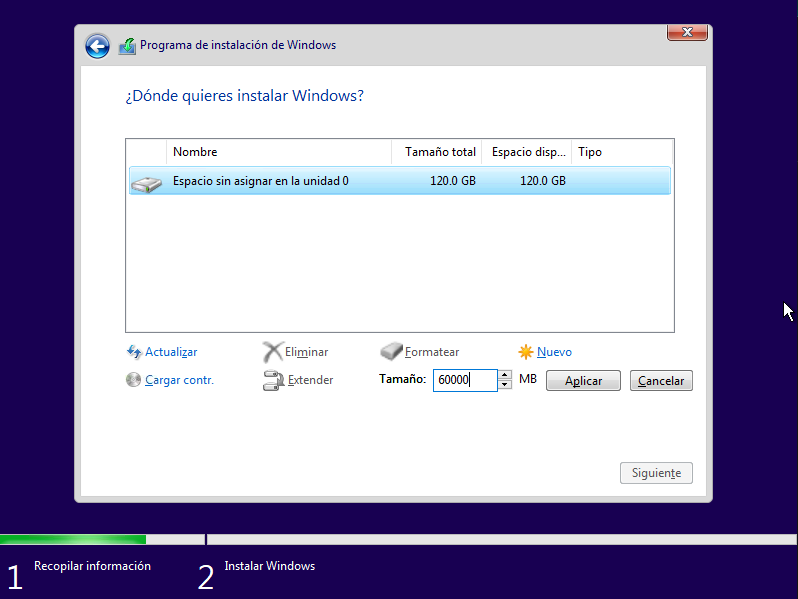 Programa de instalación de Windows
¿Dónde quieres instalar Windows?
Nombre Tamaño total Espacio disp... Tipo
Espacio sin asignar en la unidad 0 120.0 GB 120.0 GB
Actualizar Eliminar Formatear Nuevo
Cargar contr. Extender Tamaño: 60000 MB Aplicar Cancelar
Siguiente
1 Recopilar información 2 Instalar Windows